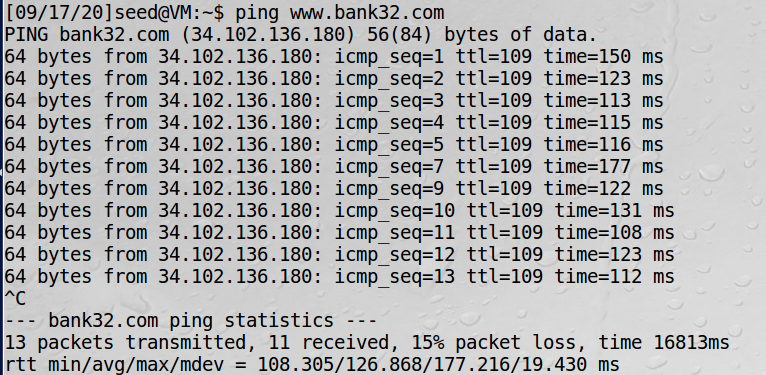 [09/17/20]seed@VM:~$ ping www.bank32.com
PING bank32.com (34.102.136.180) 56(84) bytes of data.
64 bytes from 34.102.136.180: icmp_seq=1 ttl=109 time=150 ms
64 bytes from 34.102.136.180: icmp_seq=2 ttl=109 time=123 ms
64 bytes from 34.102.136.180: icmp_seq=3 ttl=109 time=113 ms
64 bytes from 34.102.136.180: icmp_seq=4 ttl=109 time=115 ms
64 bytes from 34.102.136.180: icmp_seq=5 ttl=109 time=116 ms
64 bytes from 34.102.136.180: icmp_seq=7 ttl=109 time=177 ms
64 bytes from 34.102.136.180: icmp_seq=9 ttl=109 time=122 ms
64 bytes from 34.102.136.180: icmp_seq=10 ttl=109 time=131 ms
64 bytes from 34.102.136.180: icmp_seq=11 ttl=109 time=108 ms
64 bytes from 34.102.136.180: icmp_seq=12 ttl=109 time=123 ms
64 bytes from 34.102.136.180: icmp_seq=13 ttl=109 time=112 ms
^C
--- bank32.com ping statistics ---
13 packets transmitted, 11 received, 15% packet loss, time 16813ms
rtt min/avg/max/mdev = 108.305/126.868/177.216/19.430 ms